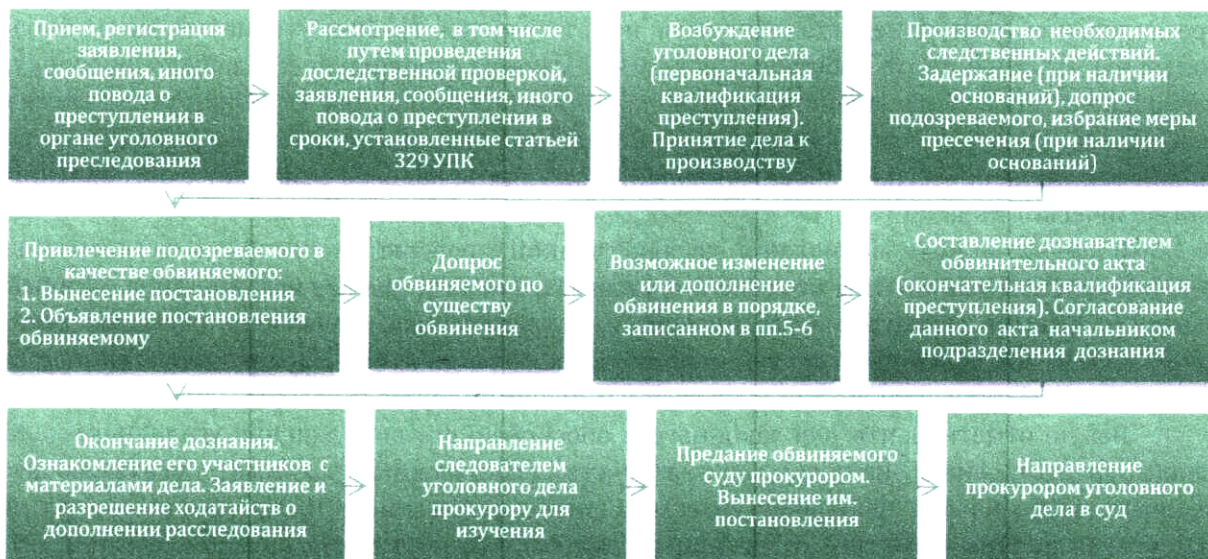 Прием, регистрация
заявления,
сообщения, иного
повода о
преступлении в
органе уголовного
преследования
Рассмотрение, в том числе
путем проведения
доследственной проверкой,
заявления, сообщения, иного
повода о преступлении в
сроки, установленные статьей
329 УПК
Возбуждение
уголовного дела
(первоначальная
квалификация
преступления).
Принятие дела к
производству
Производство необходимых
следственных действий.
Задержание (при наличии
оснований), допрос
подозреваемого, избрание меры
пресечения (при наличии
оснований)
Привлечение подозреваемого в
качестве обвиняемого:
1. Вынесение постановления
2. Объявление постановления
обвиняемому
Допрос
обвиняемого по
существу
обвинения
Возможное изменение
или дополнение
обвинения в порядке,
записанном в пп.5-6
Составление дознавателем
обвинительного акта
(окончательная квалификация
преступления). Согласование
данного акта начальником
подразделения дознания
Окончание дознания.
Ознакомление его участников с
материалами дела. Заявление и
разрешение ходатайств о
дополнении расследования
Направление
следователем
уголовного дела
прокурору для
изучения
Предание обвиняемого
суду прокурором.
Вынесение им.
постановления
Направление
прокурором уголовного
дела в суд